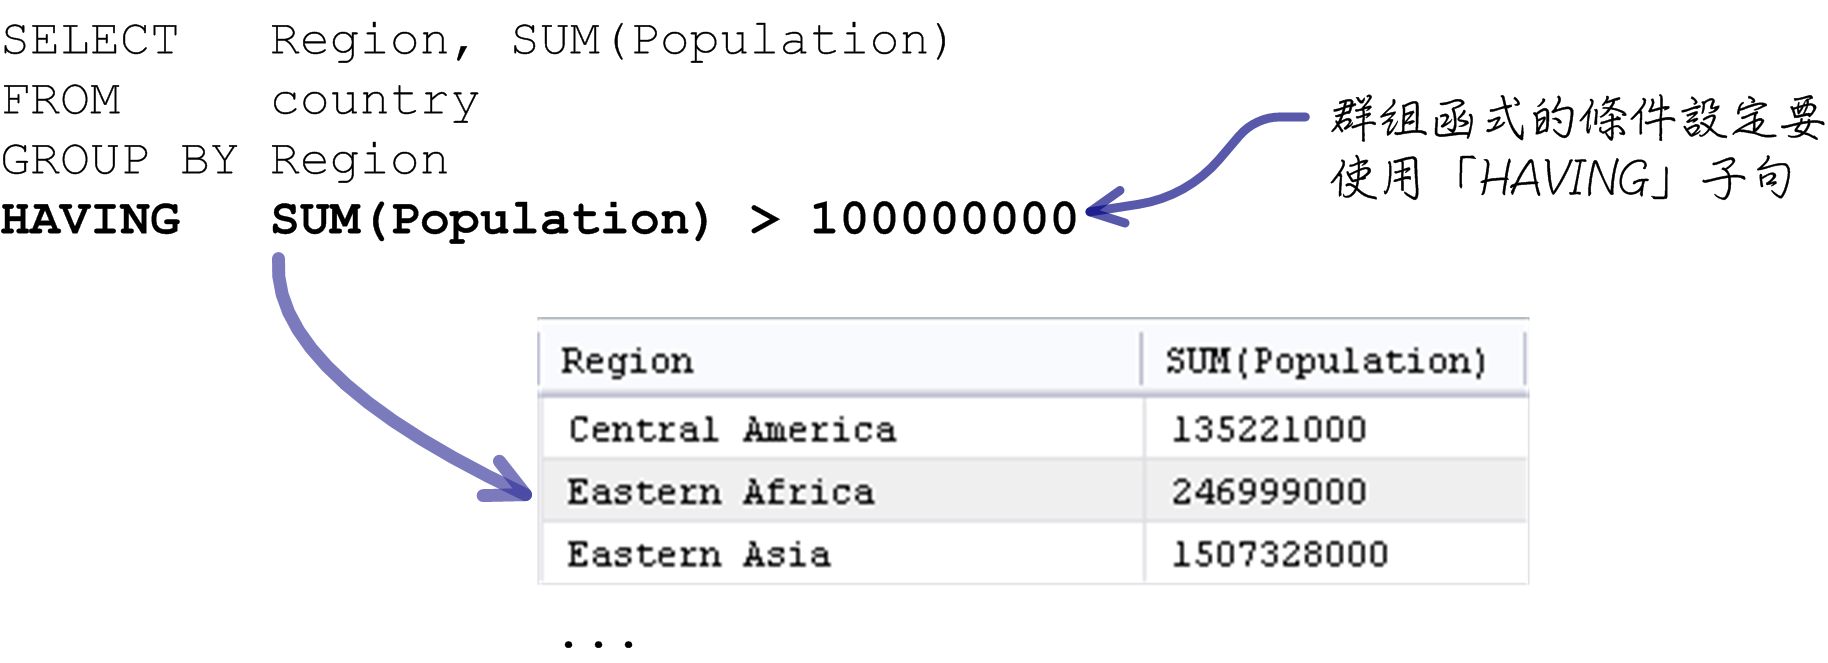 SELECT Region, SUM(Population)
FROM country
GROUP BY Region
HAVING SUM(Population) > 100000000
群組函式的條件設定要
使用「HAVING」子句
Region SUM(Population)
Central America 135221000
Eastern Africa 246999000
Eastern Asia 1507328000
...